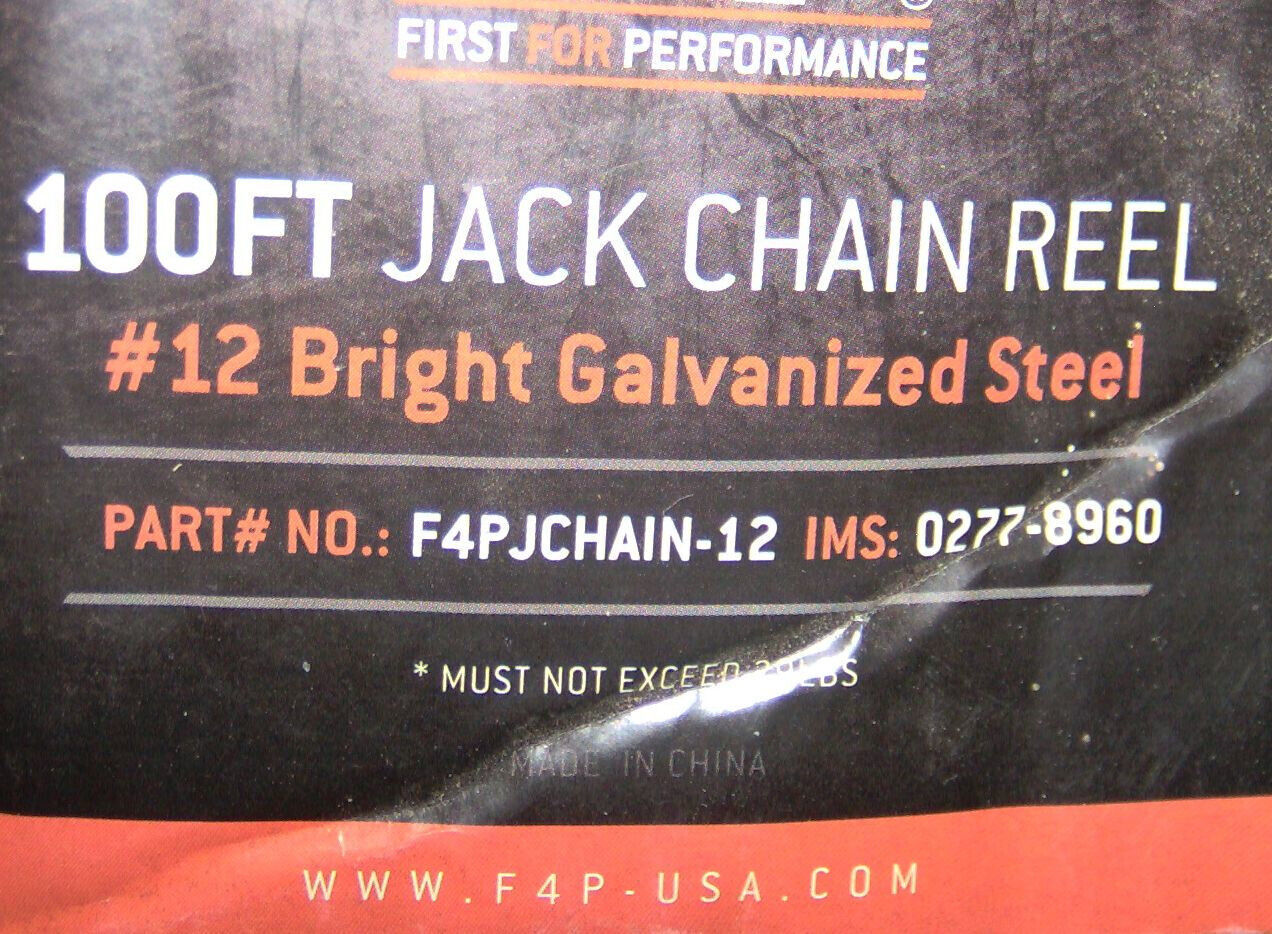 FIRST FOR PERFORMANCE
100FT JACK CHAIN REEL
#12 Bright Galvanized Steel
PART# NO.: F4PJCHAIN-12 IMS: 0277-8960
* MUST NOT EXCEED
MADE IN CHINA
WWW.F4P-USA.COM